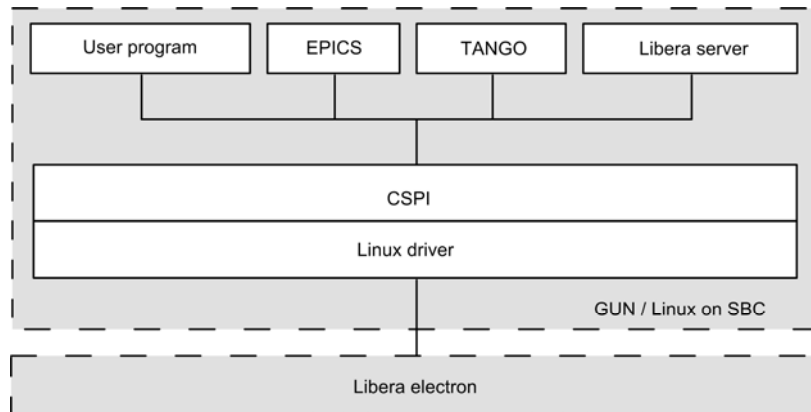 User program
EPICS
TANGO
Libera server
CSPI
Linux driver
GUN / Linux on SBC
Libera electron